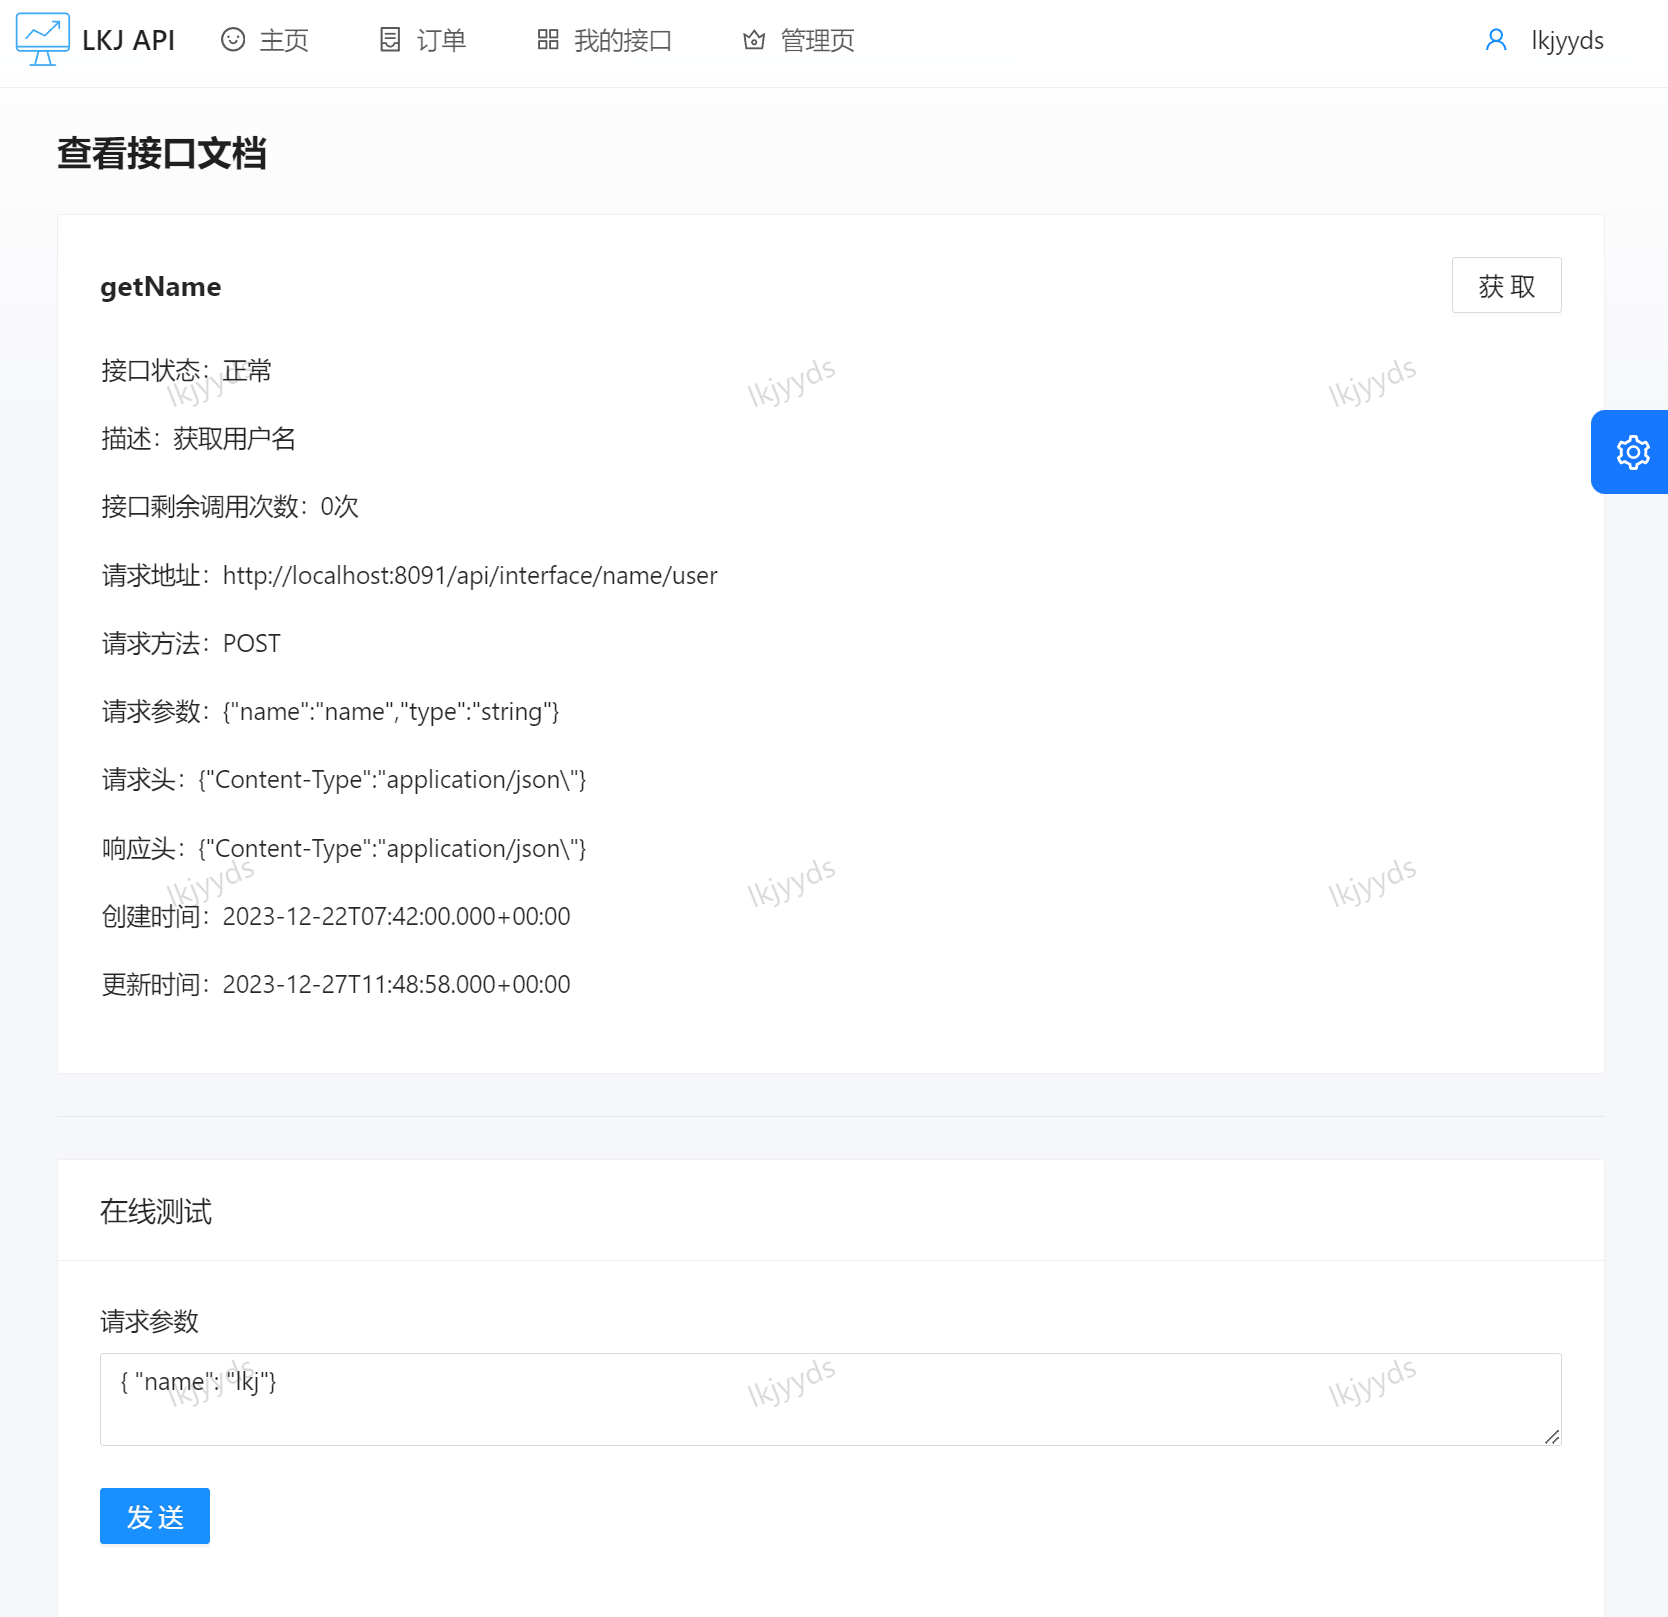 LKJ API 主页 订单 我的接口 管理页 lkjyyds
查看接口文档
getName 获 取
接口状态：正常
lkjyyds lkjyyds lkjyyds
描述：获取用户名
接口剩余调用次数：0次
请求地址：http://localhost:8091/api/interface/name/user
请求方法：POST
请求参数：{"name":"name","type":"string"}
请求头：{"Content-Type":"application/json\"}
响应头：{"Content-Type":"application/json\"}
lkjyyds lkjyyds lkjyyds
创建时间：2023-12-22T07:42:00.000+00:00
更新时间：2023-12-27T11:48:58.000+00:00
在线测试
请求参数
{ "name": "lkj"}
lkjyyds lkjyyds lkjyyds
发 送